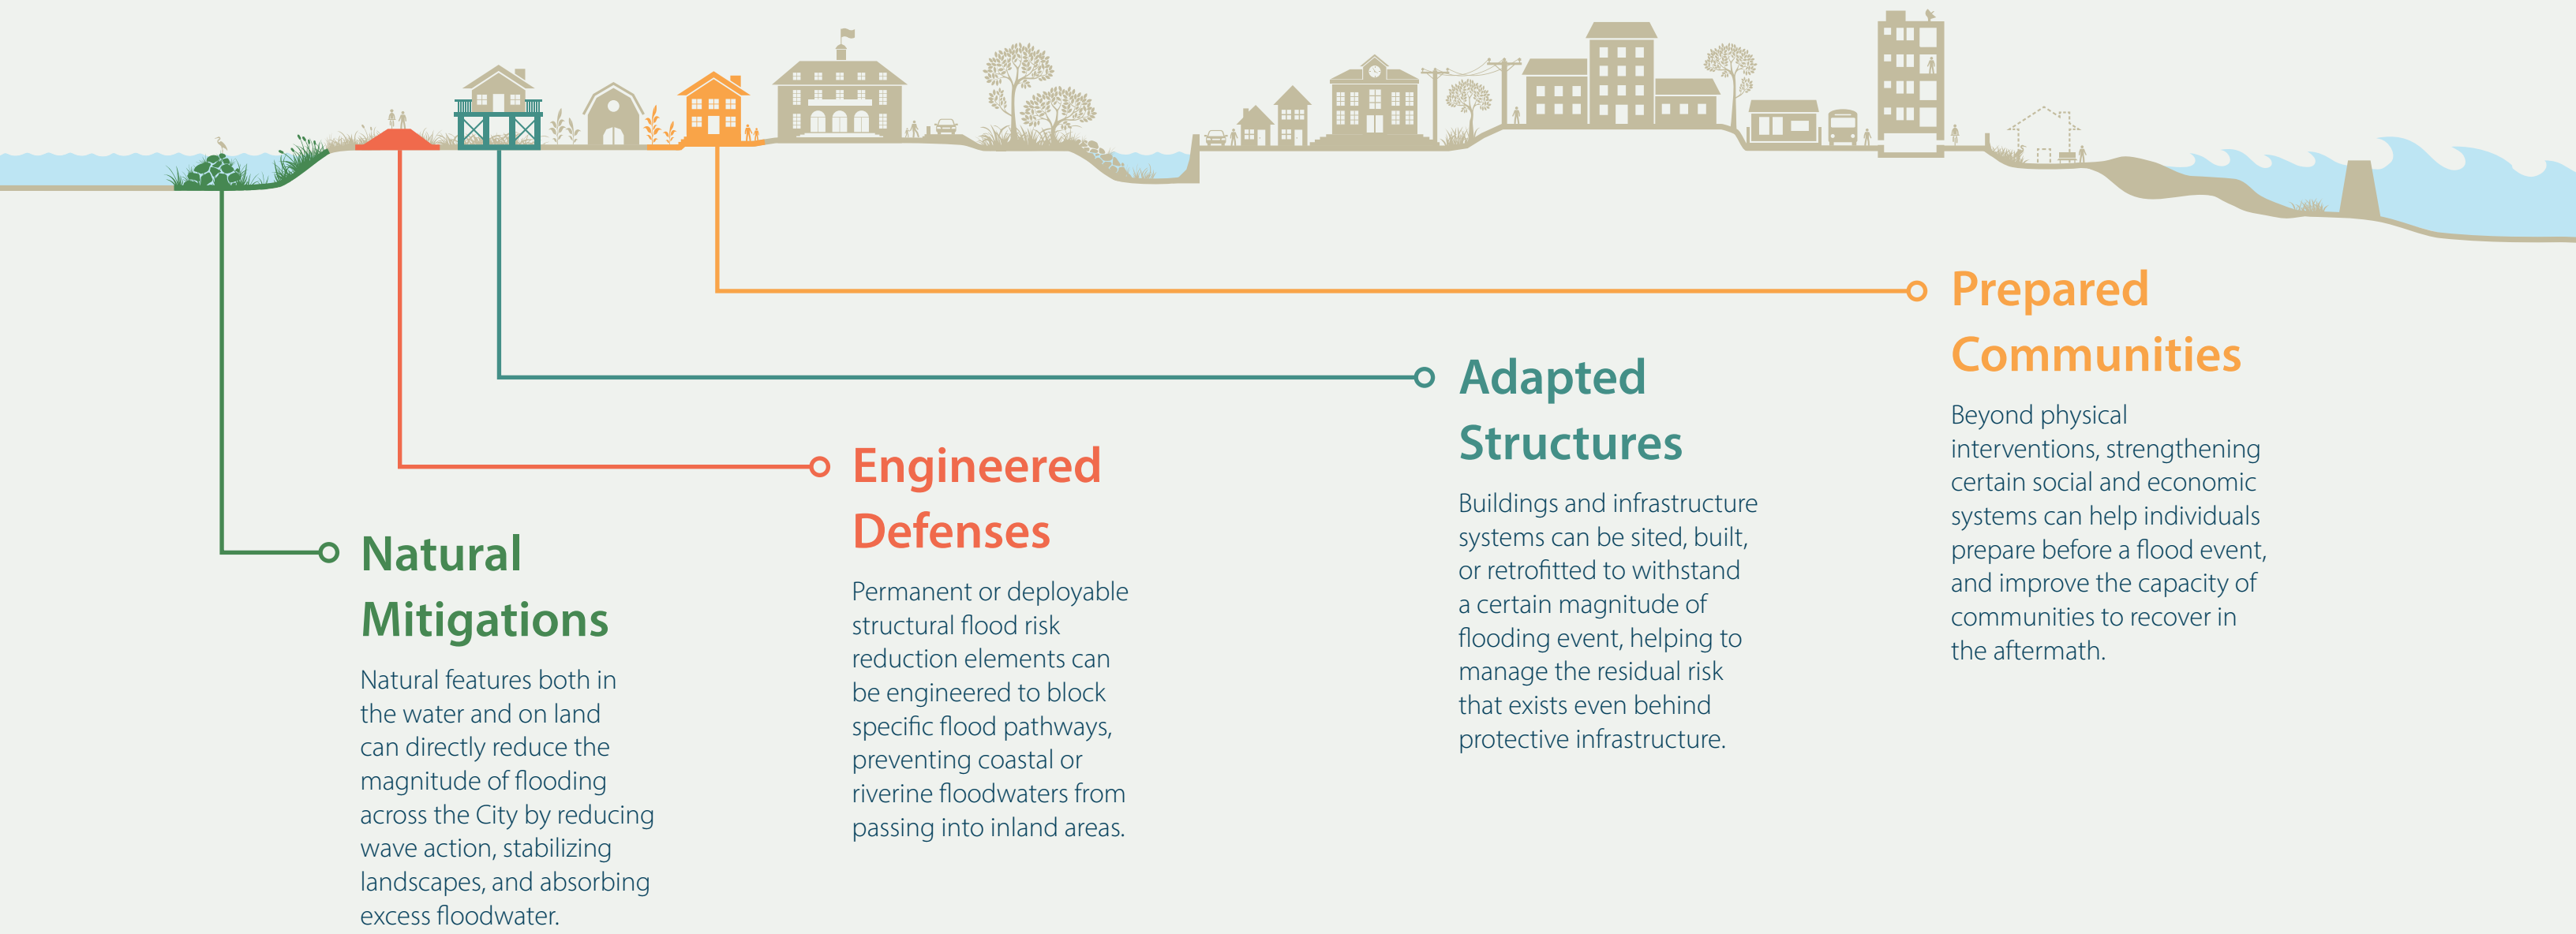 Natural
Mitigations
Natural features both in
the water and on land
can directly reduce the
magnitude of flooding
across the City by reducing
wave action, stabilizing
landscapes, and absorbing
excess floodwater.
Engineered
Defenses
Permanent or deployable
structural flood risk
reduction elements can
be engineered to block
specific flood pathways,
preventing coastal or
riverine floodwaters from
passing into inland areas.
Adapted
Structures
Buildings and infrastructure
systems can be sited, built,
or retrofitted to withstand
a certain magnitude of
flooding event, helping to
manage the residual risk
that exists even behind
protective infrastructure.
Prepared
Communities
Beyond physical
interventions, strengthening
certain social and economic
systems can help individuals
prepare before a flood event,
and improve the capacity of
communities to recover in
the aftermath.